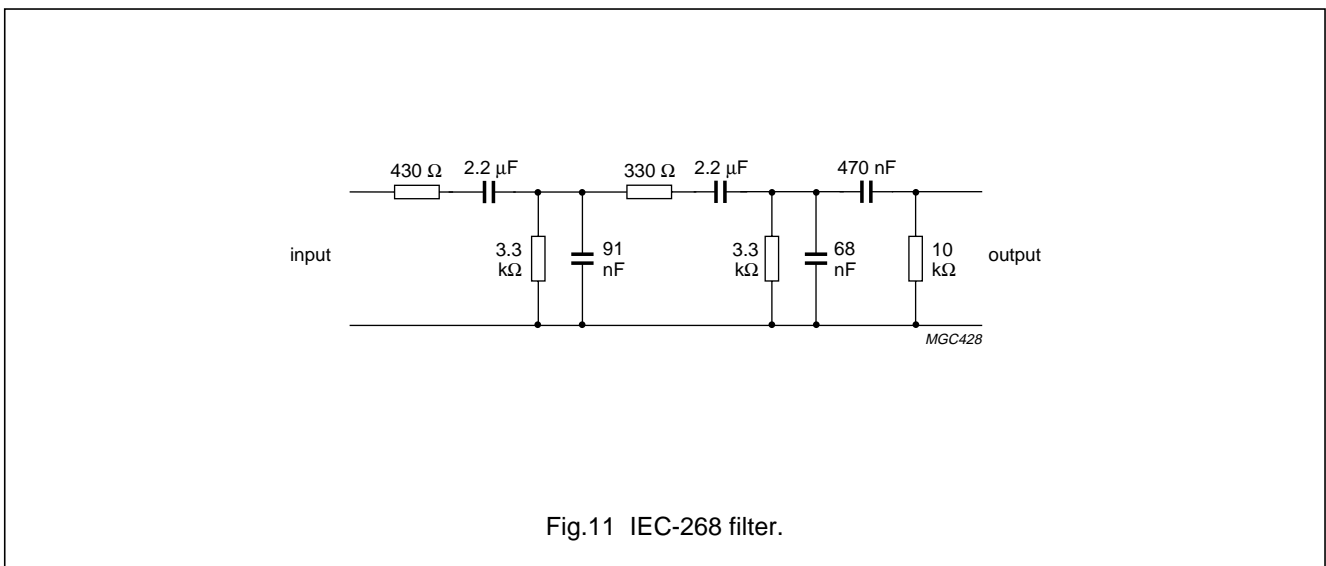 430 Ω 2.2 μF 330 Ω 2.2 μF 470 nF
input 3.3 kΩ 91 nF 3.3 kΩ 68 nF 10 kΩ output
MGC428
Fig.11 IEC-268 filter.